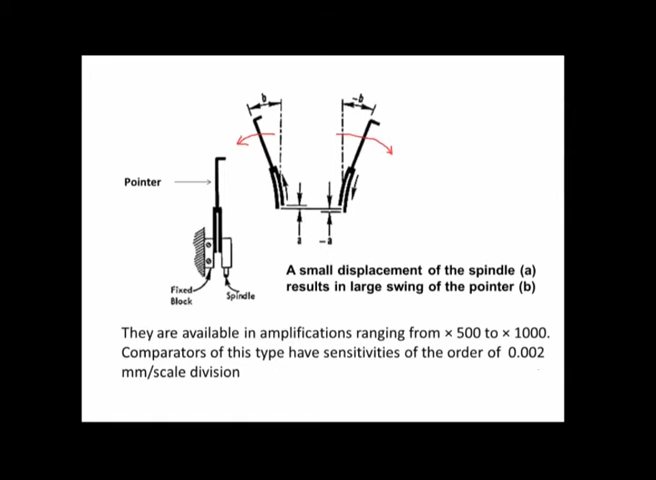 b
-b
Pointer
a
-a
Fixed
Block
Spindle
A small displacement of the spindle (a)
results in large swing of the pointer (b)
They are available in amplifications ranging from × 500 to × 1000.
Comparators of this type have sensitivities of the order of 0.002
mm/scale division